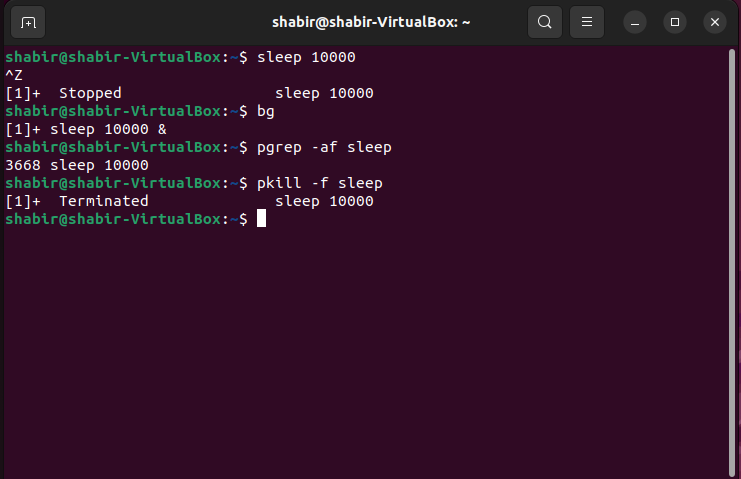 shabir@shabir-VirtualBox: ~
shabir@shabir-VirtualBox:~$ sleep 10000
^Z
[1]+  Stopped                 sleep 10000
shabir@shabir-VirtualBox:~$ bg
[1]+ sleep 10000 &
shabir@shabir-VirtualBox:~$ pgrep -af sleep
3668 sleep 10000
shabir@shabir-VirtualBox:~$ pkill -f sleep
[1]+  Terminated              sleep 10000
shabir@shabir-VirtualBox:~$